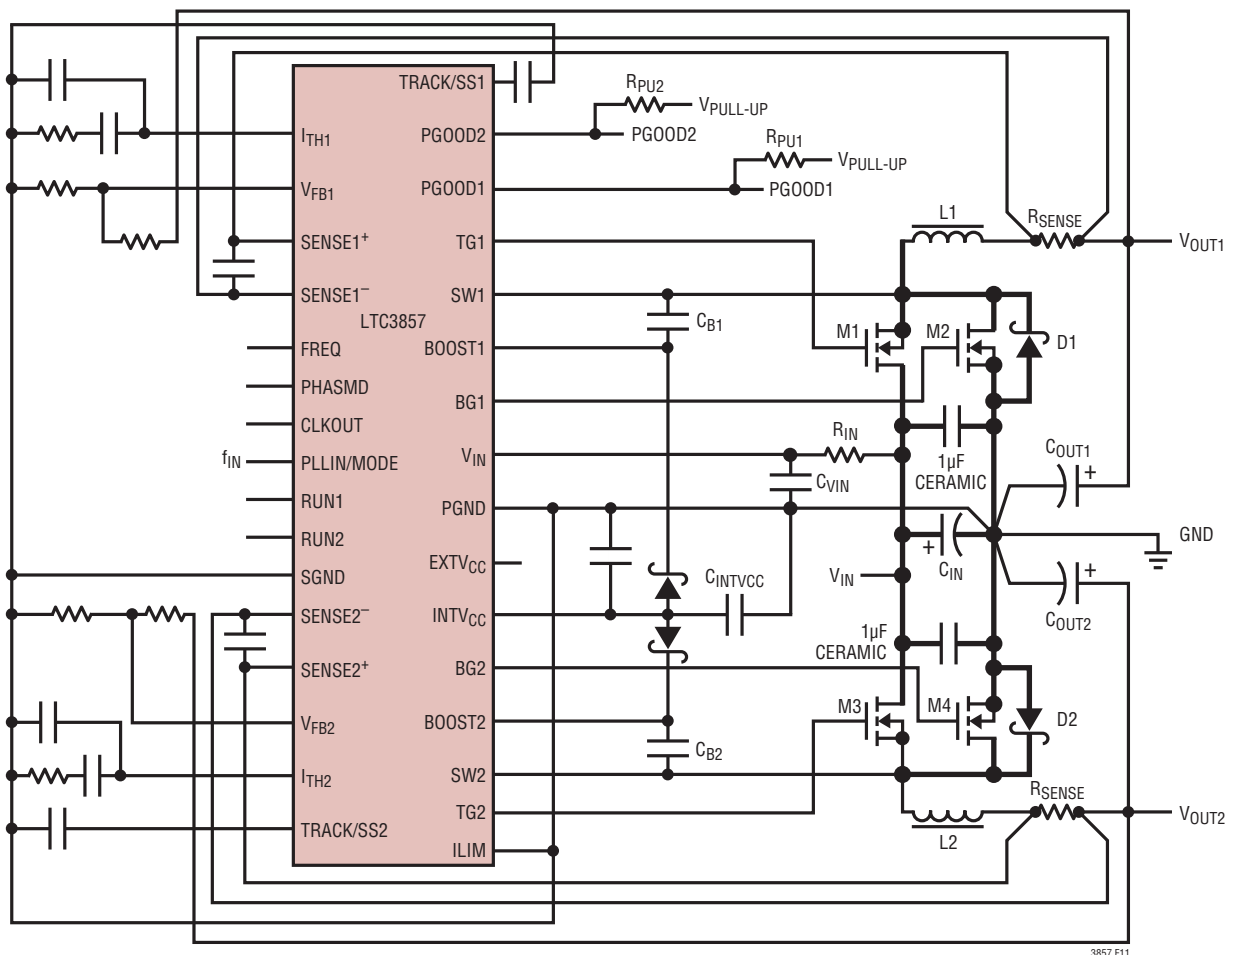 TRACK/SS1
RPU2
VPULL-UP
ITH1
PGOOD2
PGOOD2
RPU1
VPULL-UP
VFB1
PGOOD1
PGOOD1
L1
RSENSE
SENSE1+
TG1
VOUT1
SENSE1–
SW1
LTC3857
CB1
M1
M2
D1
FREQ
BOOST1
PHASMD
BG1
CLKOUT
RIN
fIN
PLLIN/MODE
VIN
CVIN
1µF
CERAMIC
COUT1
+
RUN1
PGND
RUN2
GND
+
CIN
EXTVCC
SGND
CINTVCC
VIN
+
COUT2
SENSE2–
INTVCC
1µF
CERAMIC
SENSE2+
BG2
M3
M4
D2
VFB2
BOOST2
CB2
ITH2
SW2
RSENSE
TG2
VOUT2
TRACK/SS2
L2
ILIM
3857 F11